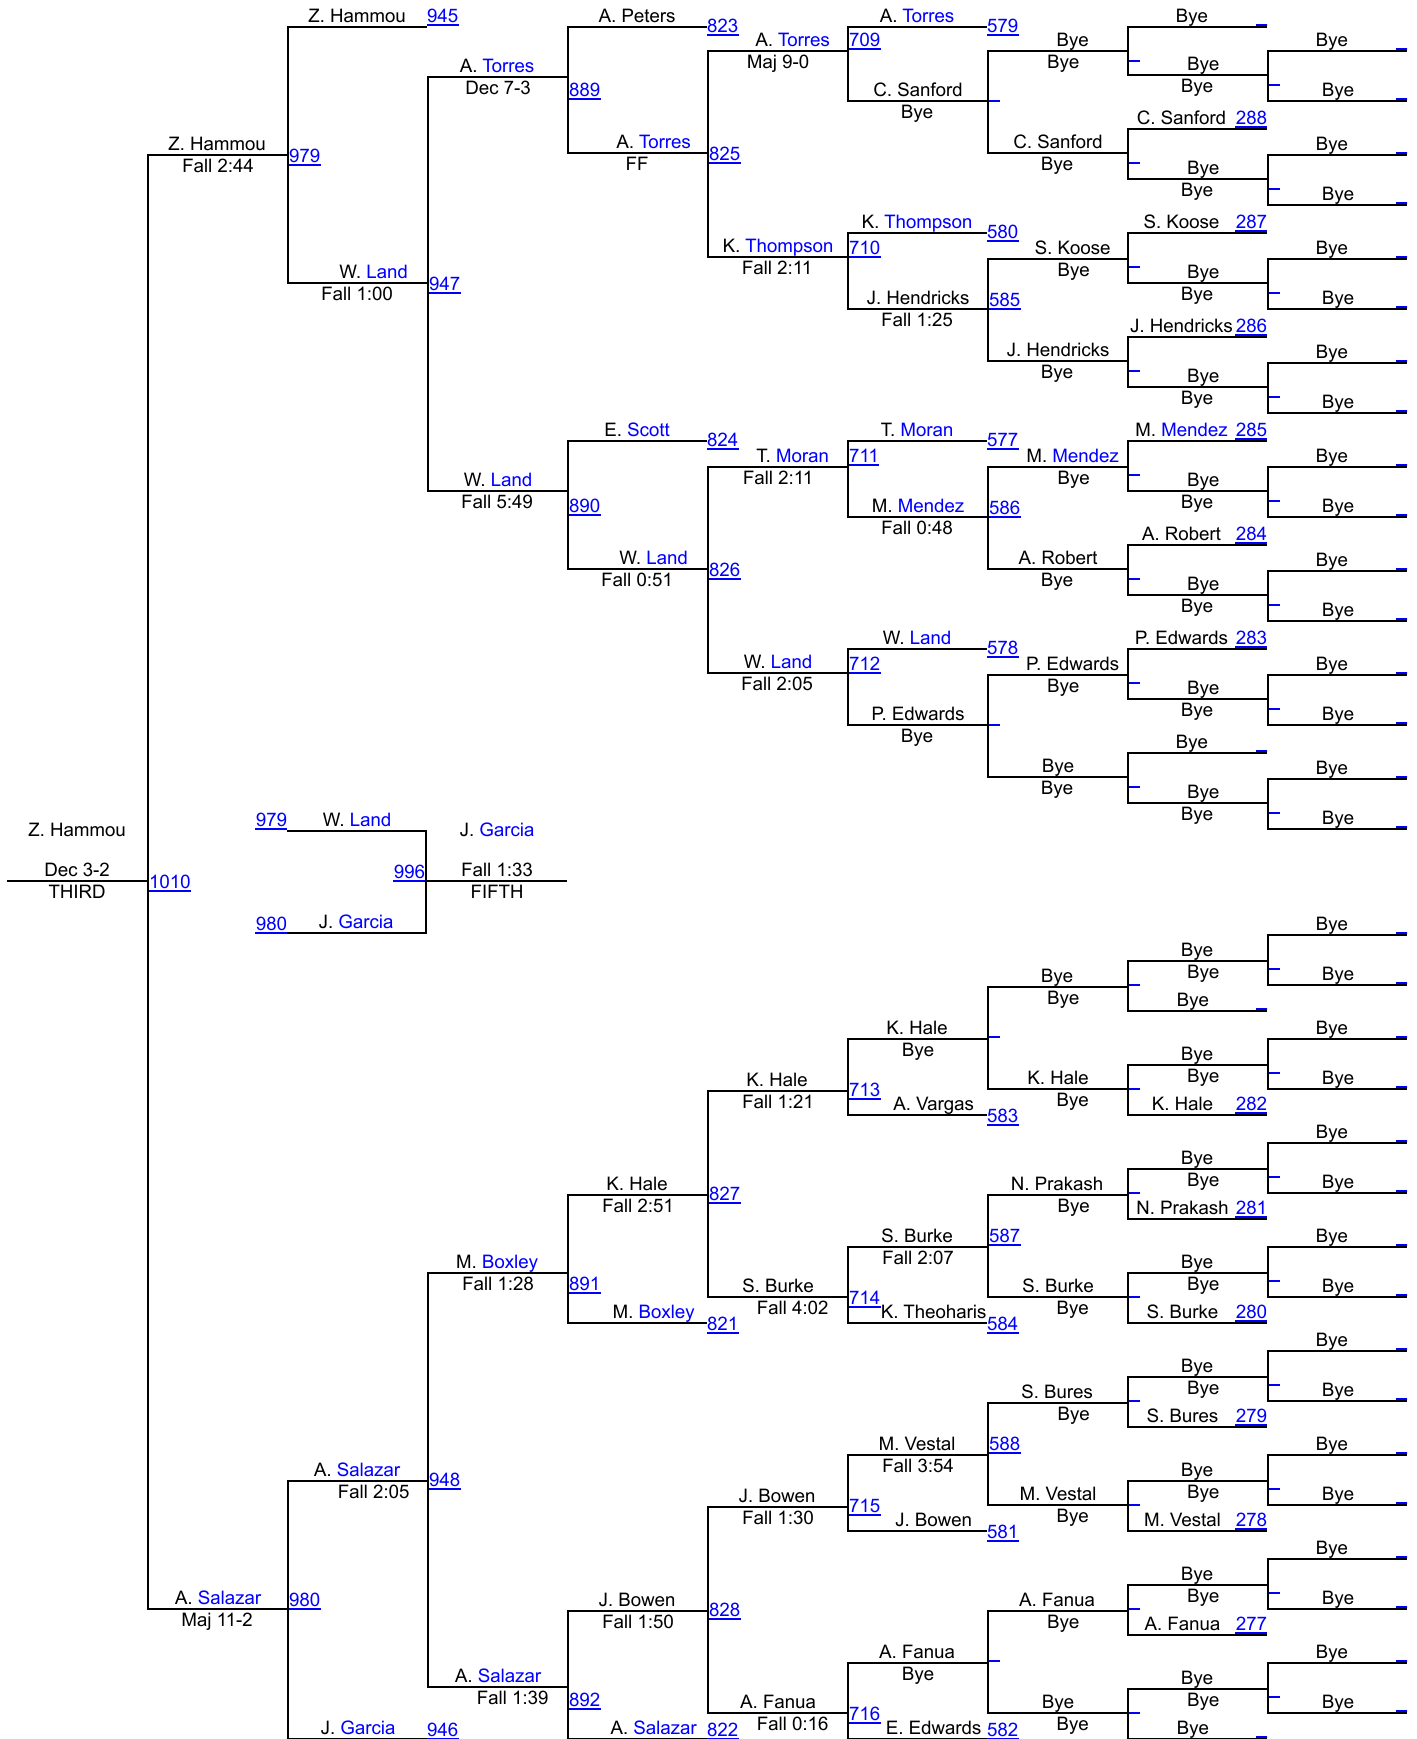 Z. Hammou 945 A. Peters A. Torres Bye
823 579
A. Torres 709 Bye Bye
A. Torres Maj 9-0 Bye Bye
Dec 7-3 889 C. Sanford Bye Bye
Bye
C. Sanford 288
Z. Hammou A. Torres C. Sanford Bye
Fall 2:44 979 FF 825 Bye Bye
Bye Bye
K. Thompson S. Koose 287
580
K. Thompson 710 S. Koose Bye
Fall 2:11 Bye Bye
W. Land 947 Bye
Fall 1:00 J. Hendricks 585 Bye
Fall 1:25 J. Hendricks 286
J. Hendricks Bye
Bye Bye
Bye Bye
E. Scott 824 T. Moran 577 M. Mendez 285
T. Moran 711 M. Mendez Bye
Fall 2:11 Bye Bye
W. Land Bye
Fall 5:49 890 M. Mendez 586 Bye
Fall 0:48 A. Robert 284
W. Land 826 A. Robert Bye
Fall 0:51 Bye Bye
Bye Bye
W. Land 578 P. Edwards 283
W. Land 712 P. Edwards Bye
Fall 2:05 Bye Bye
Bye
P. Edwards Bye
Bye Bye
Bye Bye
Bye Bye
Bye Bye
979 W. Land
Z. Hammou J. Garcia
Dec 3-2 996 Fall 1:33
THIRD 1010 FIFTH
980 J. Garcia
Bye
Bye
Bye Bye
Bye Bye
Bye
K. Hale Bye
Bye Bye
K. Hale K. Hale Bye
Fall 1:21 713 Bye Bye
A. Vargas 583 K. Hale 282
Bye
Bye
K. Hale N. Prakash Bye
Fall 2:51 827 Bye Bye
N. Prakash 281
S. Burke 587 Bye
Fall 2:07 Bye
M. Boxley S. Burke Bye
Fall 1:28 891 S. Burke Bye Bye
Fall 4:02 714
M. Boxley 821 K. Theoharis 584 S. Burke 280
Bye
Bye
S. Bures Bye
Bye Bye
S. Bures 279
M. Vestal 588 Bye
Fall 3:54 Bye
A. Salazar 948 M. Vestal Bye
Fall 2:05 J. Bowen Bye Bye
Fall 1:30 715
J. Bowen 581 M. Vestal 278
Bye
Bye
A. Salazar 980 J. Bowen A. Fanua Bye
Maj 11-2 Fall 1:50 828 Bye Bye
A. Fanua 277
A. Fanua Bye
Bye Bye
A. Salazar Bye
Fall 1:39 892 A. Fanua Bye Bye
Fall 0:16 716 Bye
J. Garcia 946 A. Salazar 822 E. Edwards 582 Bye